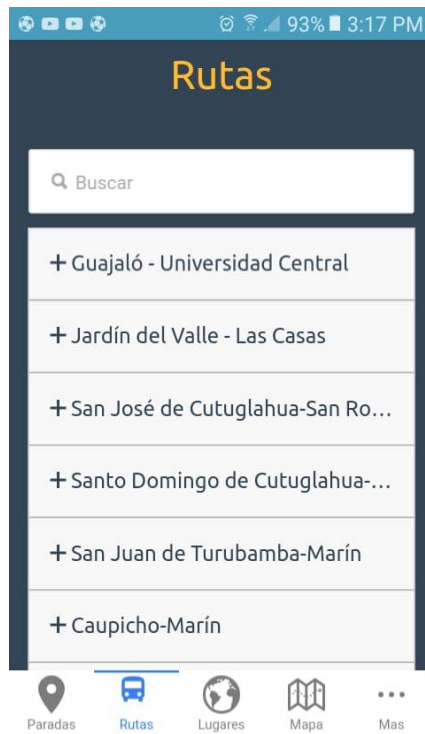 93% 3:17 PM
Rutas
Buscar
+ Guajaló - Universidad Central
+ Jardín del Valle - Las Casas
+ San José de Cutuglahua-San Ro...
+ Santo Domingo de Cutuglahua-...
+ San Juan de Turubamba-Marín
+ Caupicho-Marín
Paradas Rutas Lugares Mapa Mas